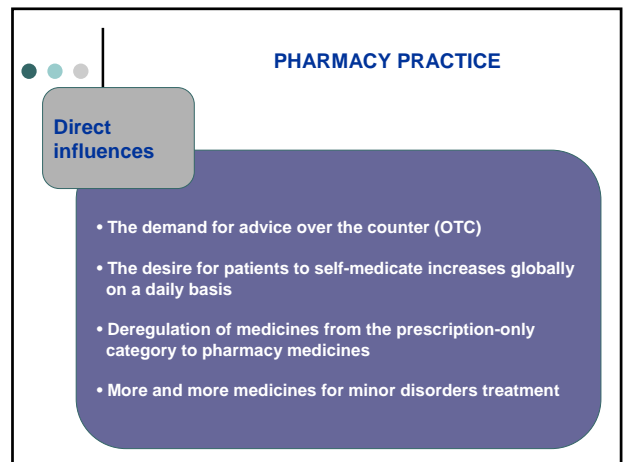 PHARMACY PRACTICE
Direct
influences
• The demand for advice over the counter (OTC)
• The desire for patients to self-medicate increases globally
on a daily basis
• Deregulation of medicines from the prescription-only
category to pharmacy medicines
• More and more medicines for minor disorders treatment